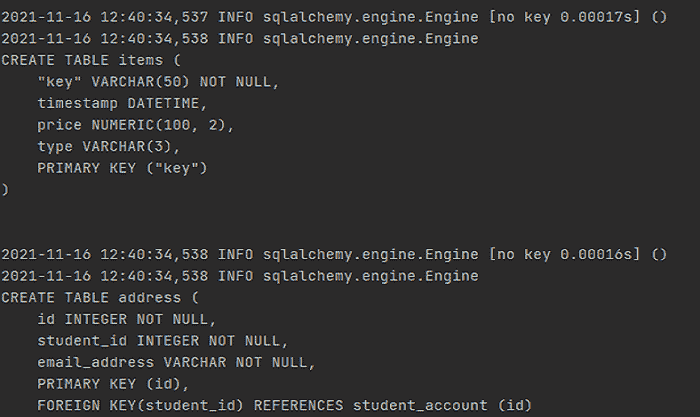 2021-11-16 12:40:34,537 INFO sqlalchemy.engine.Engine [no key 0.00017s] ()
2021-11-16 12:40:34,538 INFO sqlalchemy.engine.Engine
CREATE TABLE items (
    "key" VARCHAR(50) NOT NULL,
    timestamp DATETIME,
    price NUMERIC(100, 2),
    type VARCHAR(3),
    PRIMARY KEY ("key")
)
2021-11-16 12:40:34,538 INFO sqlalchemy.engine.Engine [no key 0.00016s] ()
2021-11-16 12:40:34,538 INFO sqlalchemy.engine.Engine
CREATE TABLE address (
    id INTEGER NOT NULL,
    student_id INTEGER NOT NULL,
    email_address VARCHAR NOT NULL,
    PRIMARY KEY (id),
    FOREIGN KEY(student_id) REFERENCES student_account (id)